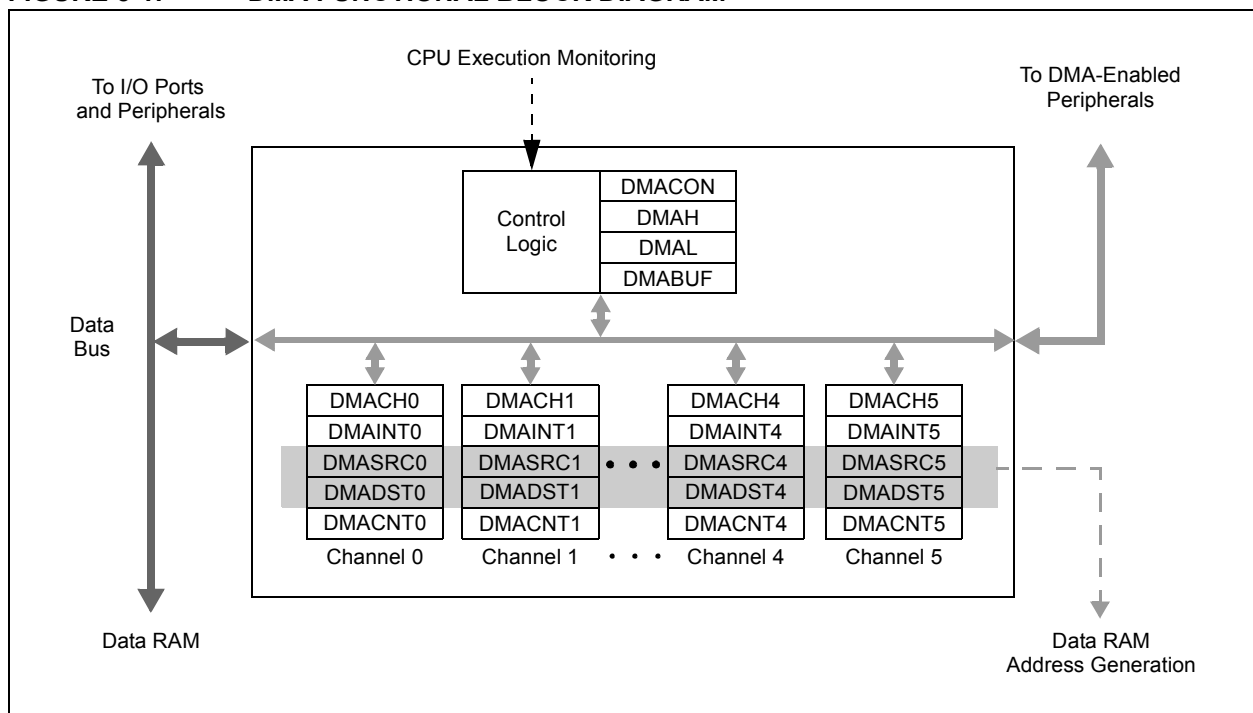 CPU Execution Monitoring
To I/O Ports
and Peripherals
To DMA-Enabled
Peripherals
Control
Logic
DMACON
DMAH
DMAL
DMABUF
Data
Bus
DMACH0
DMAINT0
DMASRC0
DMADST0
DMACNT0
Channel 0
DMACH1
DMAINT1
DMASRC1
DMADST1
DMACNT1
Channel 1
• • •
• • •
DMACH4
DMAINT4
DMASRC4
DMADST4
DMACNT4
Channel 4
DMACH5
DMAINT5
DMASRC5
DMADST5
DMACNT5
Channel 5
Data RAM
Data RAM
Address Generation